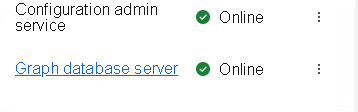 Configuration admin
service
Online
Graph database server
Online